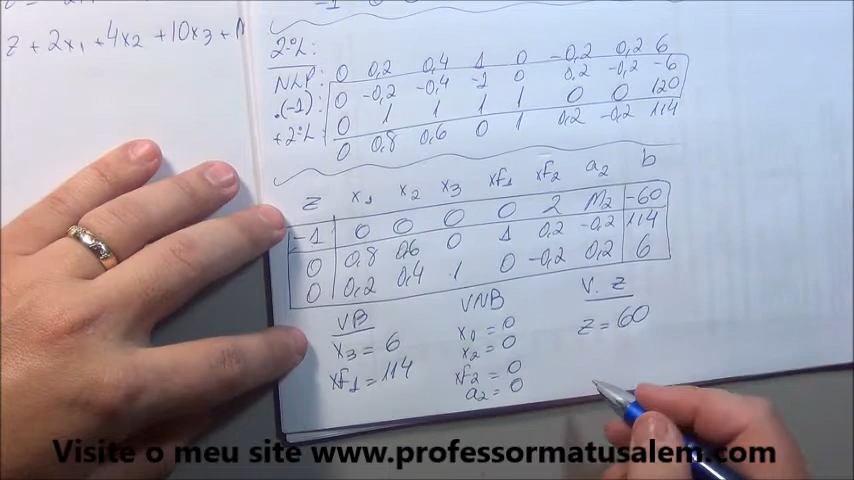 z + 2x₁ + 4x₂ + 10x₃ + M
2ª L:
NLP: 0 0,2 0,4 1 0 -0,2 0,2 6
.(-1): 0 -0,2 -0,4 -1 0 0,2 -0,2 -6
+2ª L: 0 1 1 1 1 0 0 120
0 0,8 0,6 0 1 0,2 -0,2 114
z x₁ x₂ x₃ xF₁ xF₂ a₂ b
-1 0 0 0 0 2 M₂ -60
0 0,8 0,6 0 1 0,2 -0,2 114
0 0,2 0,4 1 0 -0,2 0,2 6
VB VNB V. z
x₃ = 6 x₁ = 0 z = 60
xF₁ = 114 x₂ = 0
xF₂ = 0
a₂ = 0
Visite o meu site www.professormatusalem.com